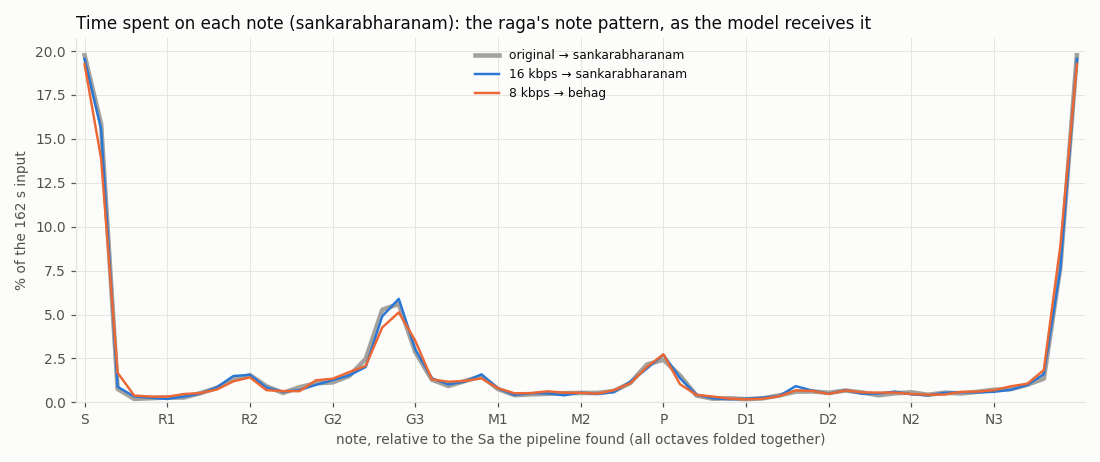 Time spent on each note (sankarabharanam): the raga's note pattern, as the model receives it
original → sankarabharanam
16 kbps → sankarabharanam
8 kbps → behag
% of the 162 s input
20.0
17.5
15.0
12.5
10.0
7.5
5.0
2.5
0.0
S R1 R2 G2 G3 M1 M2 P D1 D2 N2 N3
note, relative to the Sa the pipeline found (all octaves folded together)